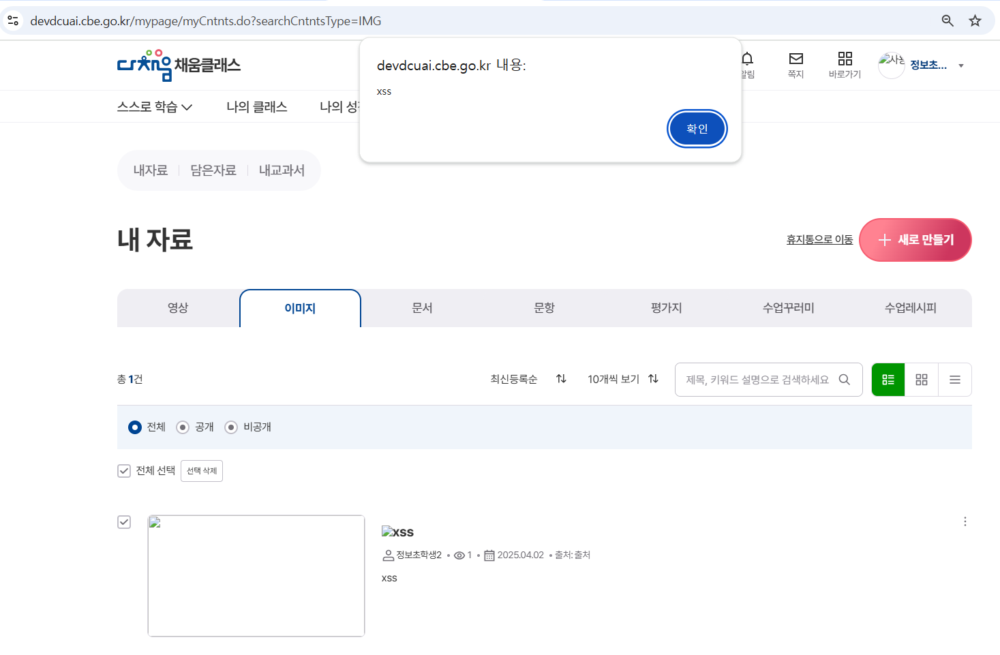 devdcuai.cbe.go.kr/mypage/myCntnts.do?searchCntntsType=IMG
다채움 채움클래스
devdcuai.cbe.go.kr 내용:
xss
확인
알림
쪽지
바로가기
정보초...
스스로 학습
나의 클래스
나의 성
내자료
담은자료
내교과서
내 자료
휴지통으로 이동
새로 만들기
영상
이미지
문서
문항
평가지
수업꾸러미
수업레시피
총 1건
최신등록순
10개씩 보기
제목, 키워드 설명으로 검색하세요
전체
공개
비공개
전체 선택
선택 삭제
xss
정보초학생2 • 1 • 2025.04.02 • 출처: 출처
xss